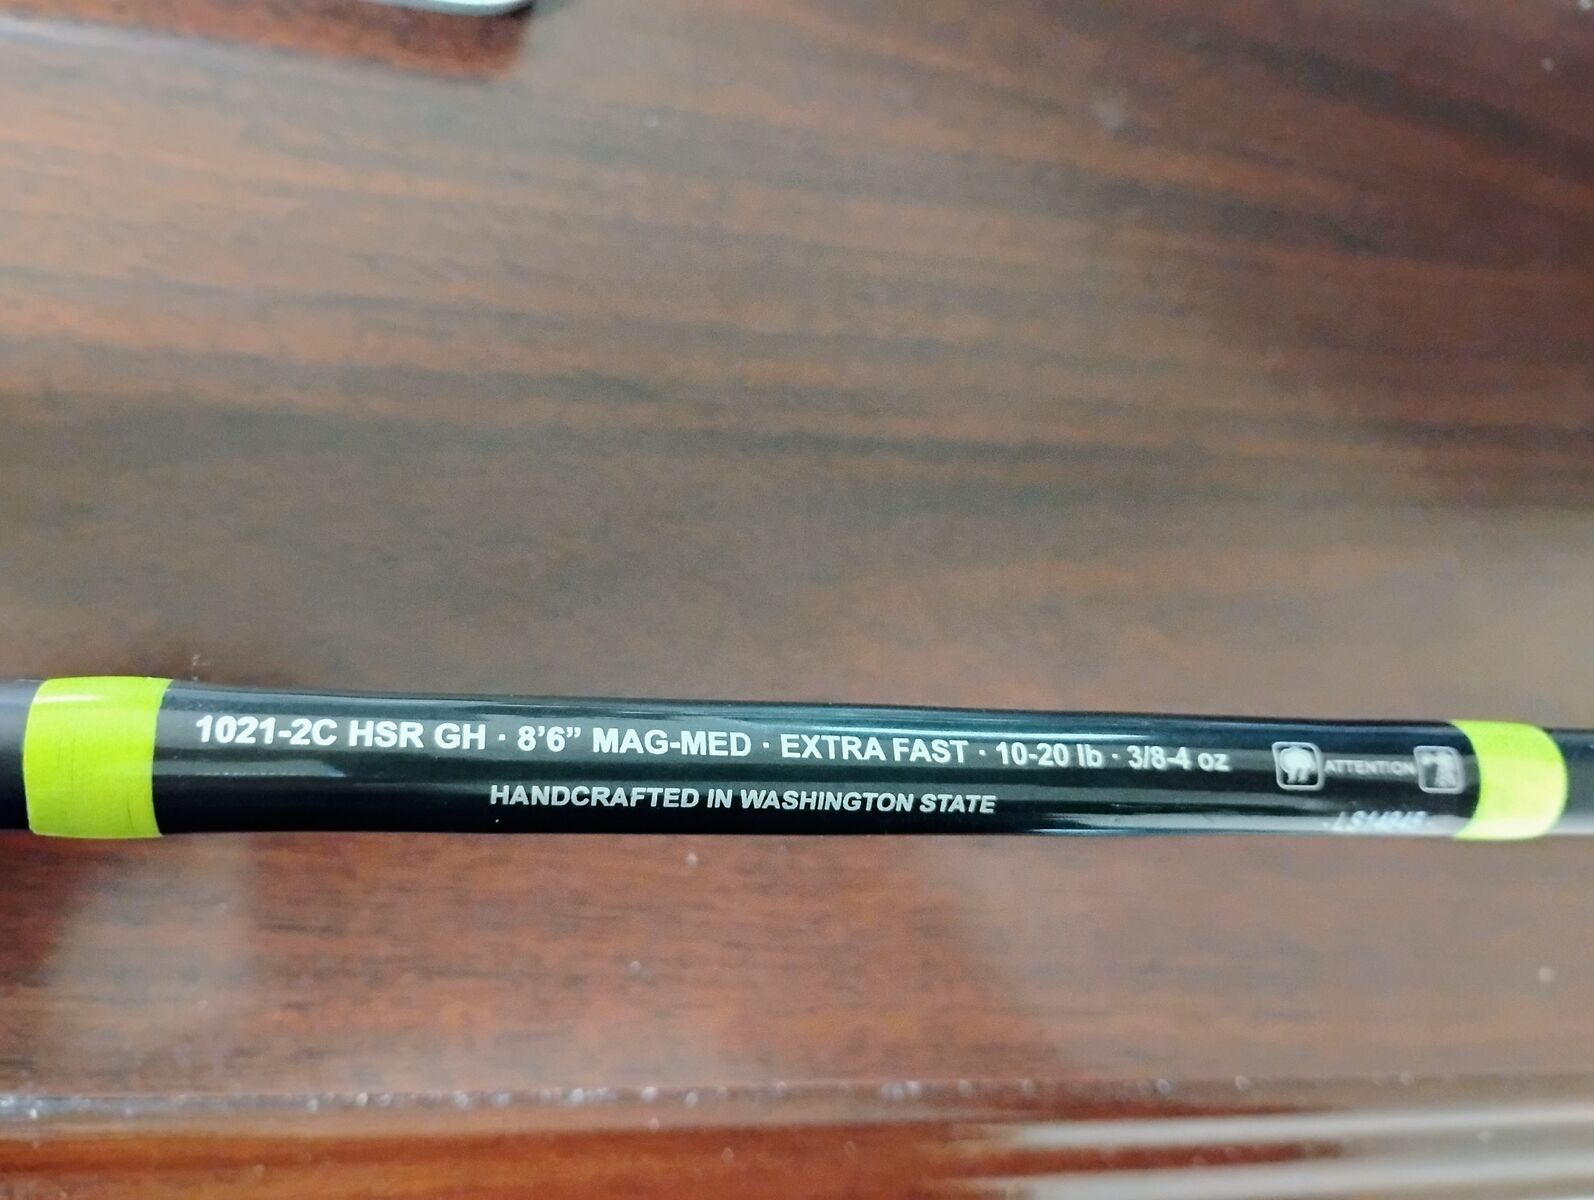 1021-2C HSR GH · 8’6” MAG-MED · EXTRA FAST · 10-20 lb · 3/8-4 oz
ATTENTION
HANDCRAFTED IN WASHINGTON STATE